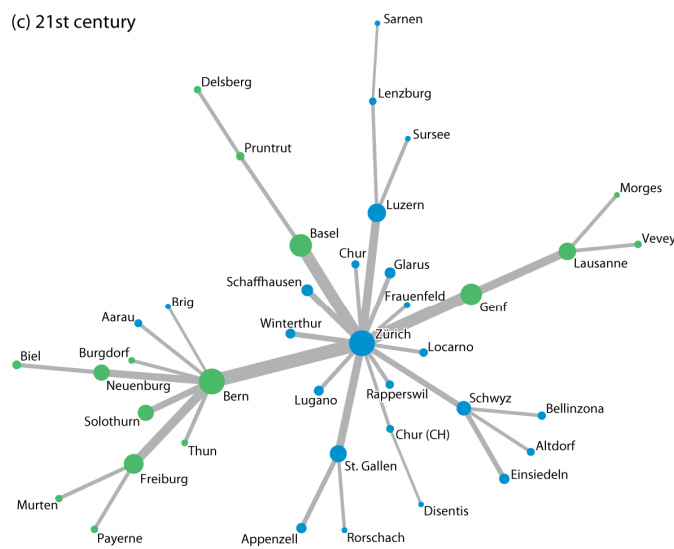 (c) 21st century
Sarnen
Delsberg
Lenzburg
Sursee
Pruntrut
Morges
Luzern
Basel
Vevey
Chur
Glarus
Lausanne
Schaffhausen
Frauenfeld
Genf
Brig
Aarau
Winterthur
Zürich
Locarno
Biel
Burgdorf
Neuenburg
Bern
Lugano
Rapperswil
Schwyz
Bellinzona
Solothurn
Chur (CH)
Thun
Altdorf
St. Gallen
Freiburg
Einsiedeln
Murten
Disentis
Payerne
Appenzell
Rorschach